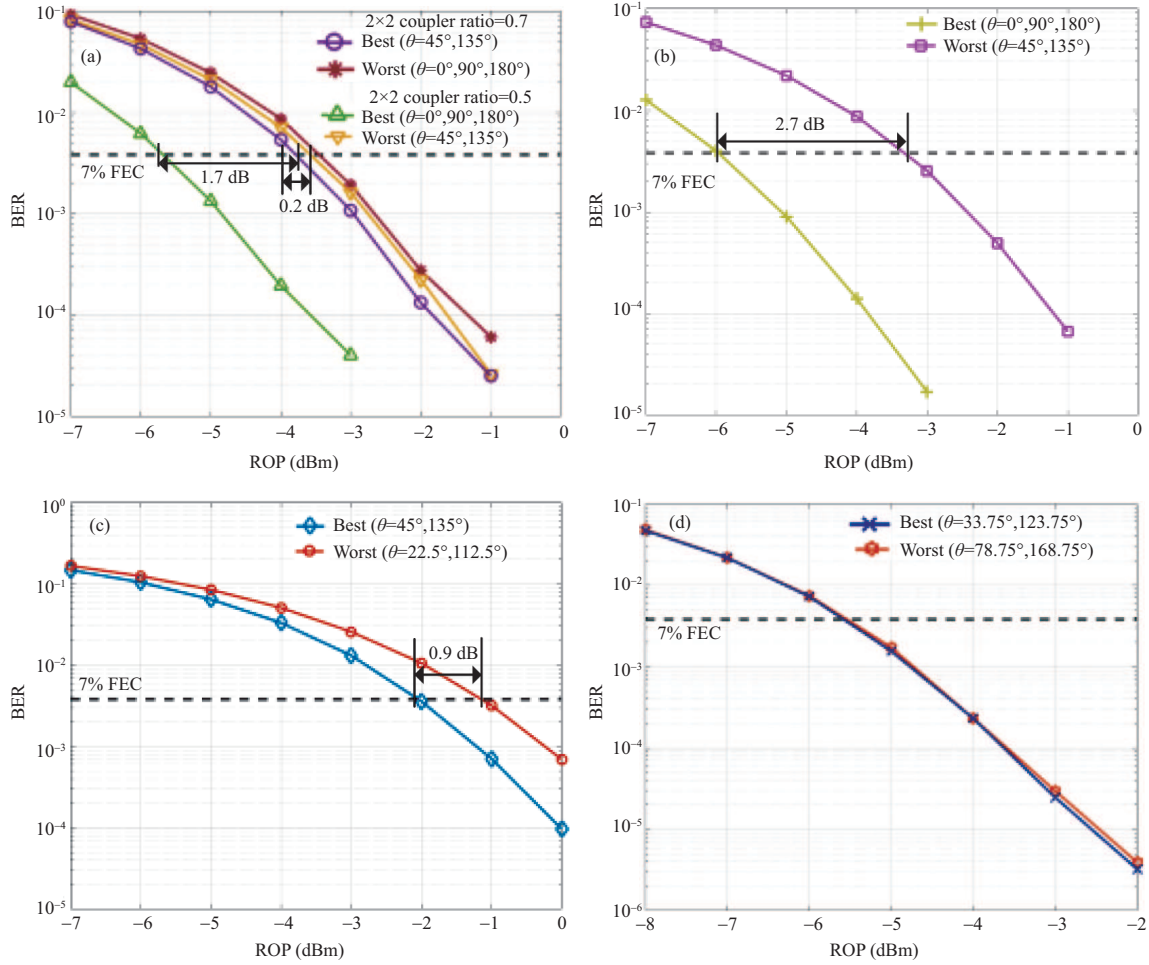 (a)
2×2 coupler ratio=0.7
Best (θ=45°,135°)
Worst (θ=0°,90°,180°)
2×2 coupler ratio=0.5
Best (θ=0°,90°,180°)
Worst (θ=45°,135°)
7% FEC
1.7 dB
0.2 dB
BER
10⁻¹
10⁻²
10⁻³
10⁻⁴
10⁻⁵
−7 −6 −5 −4 −3 −2 −1 0
ROP (dBm)
(b)
Best (θ=0°,90°,180°)
Worst (θ=45°,135°)
2.7 dB
7% FEC
BER
10⁻¹
10⁻²
10⁻³
10⁻⁴
10⁻⁵
−7 −6 −5 −4 −3 −2 −1 0
ROP (dBm)
(c)
Best (θ=45°,135°)
Worst (θ=22.5°,112.5°)
0.9 dB
7% FEC
BER
10⁰
10⁻¹
10⁻²
10⁻³
10⁻⁴
10⁻⁵
−7 −6 −5 −4 −3 −2 −1 0
ROP (dBm)
(d)
Best (θ=33.75°,123.75°)
Worst (θ=78.75°,168.75°)
7% FEC
BER
10⁻¹
10⁻²
10⁻³
10⁻⁴
10⁻⁵
10⁻⁶
−8 −7 −6 −5 −4 −3 −2
ROP (dBm)